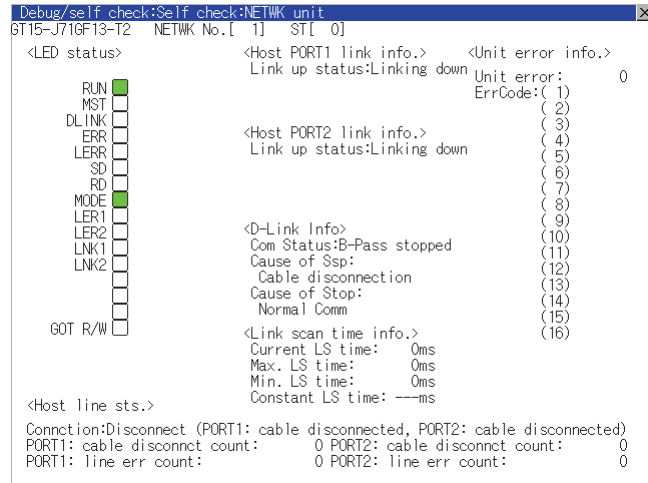 Debug/self check:Self check:NETWK unit
GT15-J71GF13-T2 NETWK No.[ 1] ST[ 0]
<LED status>
RUN
MST
DLINK
ERR
LERR
SD
RD
MODE
LER1
LER2
LNK1
LNK2
GOT R/W
<Host PORT1 link info.>
Link up status:Linking down
<Host PORT2 link info.>
Link up status:Linking down
<D-Link Info>
Com Status:B-Pass stopped
Cause of Ssp:
Cable disconnection
Cause of Stop:
Normal Comm
<Link scan time info.>
Current LS time: 0ms
Max. LS time: 0ms
Min. LS time: 0ms
Constant LS time: ---ms
<Unit error info.>
Unit error: 0
ErrCode:( 1)
( 2)
( 3)
( 4)
( 5)
( 6)
( 7)
( 8)
( 9)
(10)
(11)
(12)
(13)
(14)
(15)
(16)
<Host line sts.>
Connction:Disconnect (PORT1: cable disconnected, PORT2: cable disconnected)
PORT1: cable disconnct count: 0 PORT2: cable disconnct count: 0
PORT1: line err count: 0 PORT2: line err count: 0